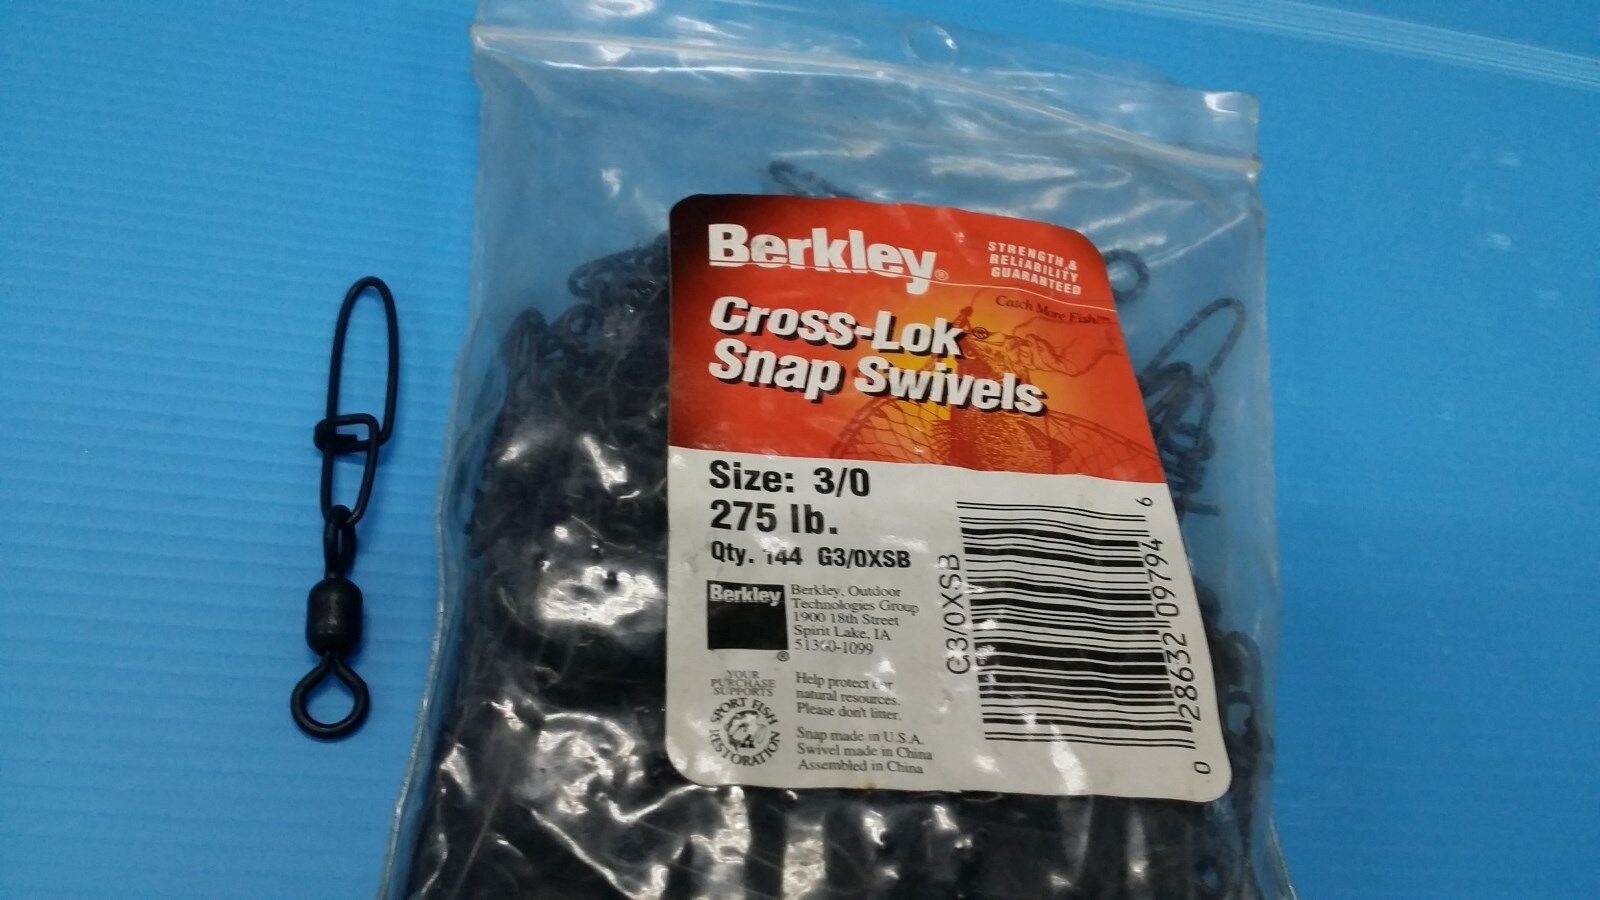 Berkley®
STRENGTH &
RELIABILITY
GUARANTEED
Catch More Fish!™
Cross-Lok®
Snap Swivels
Size: 3/0
275 lb.
Qty. 144 G3/0XSB
Berkley
®
Berkley, Outdoor
Technologies Group
1900 18th Street
Spirit Lake, IA
51360-1099
YOUR
PURCHASE
SUPPORTS
SPORT FISH
RESTORATION
Help protect our
natural resources.
Please don't litter.
Snap made in U.S.A.
Swivel made in China
Assembled in China
G3/0XSB
0 28632 09794 6